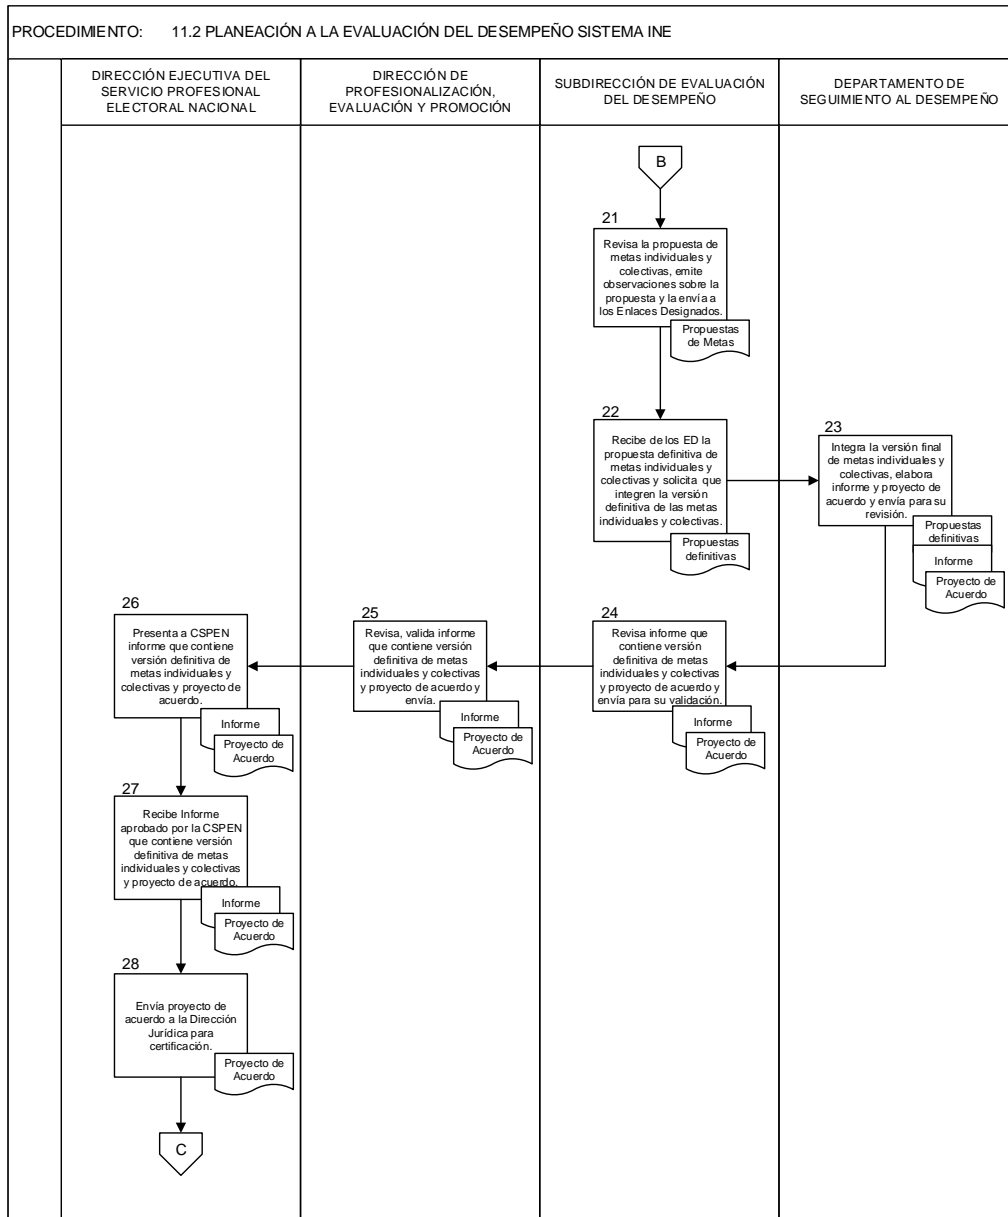 PROCEDIMIENTO: 11.2 PLANEACIÓN A LA EVALUACIÓN DEL DESEMPEÑO SISTEMA INE
DIRECCIÓN EJECUTIVA DEL
SERVICIO PROFESIONAL
ELECTORAL NACIONAL
DIRECCIÓN DE
PROFESIONALIZACIÓN,
EVALUACIÓN Y PROMOCIÓN
SUBDIRECCIÓN DE EVALUACIÓN
DEL DESEMPEÑO
DEPARTAMENTO DE
SEGUIMIENTO AL DESEMPEÑO
B
21
Revisa la propuesta de
metas individuales y
colectivas, emite
observaciones sobre la
propuesta y la envía a
los Enlaces Designados.
Propuestas
de Metas
22
Recibe de los ED la
propuesta definitiva de
metas individuales y
colectivas y solicita que
integren la versión
definitiva de las metas
individuales y colectivas.
Propuestas
definitivas
23
Integra la versión final
de metas individuales y
colectivas, elabora
informe y proyecto de
acuerdo y envía para su
revisión.
Propuestas
definitivas
Informe
Proyecto de
Acuerdo
24
Revisa informe que
contiene versión
definitiva de metas
individuales y colectivas
y proyecto de acuerdo y
envía para su validación.
Informe
Proyecto de
Acuerdo
25
Revisa, valida informe
que contiene versión
definitiva de metas
individuales y colectivas
y proyecto de acuerdo y
envía.
Informe
Proyecto de
Acuerdo
26
Presenta a CSPEN
informe que contiene
versión definitiva de
metas individuales y
colectivas y proyecto de
acuerdo.
Informe
Proyecto de
Acuerdo
27
Recibe Informe
aprobado por la CSPEN
que contiene versión
definitiva de metas
individuales y colectivas
y proyecto de acuerdo.
Informe
Proyecto de
Acuerdo
28
Envía proyecto de
acuerdo a la Dirección
Jurídica para
certificación.
Proyecto de
Acuerdo
C